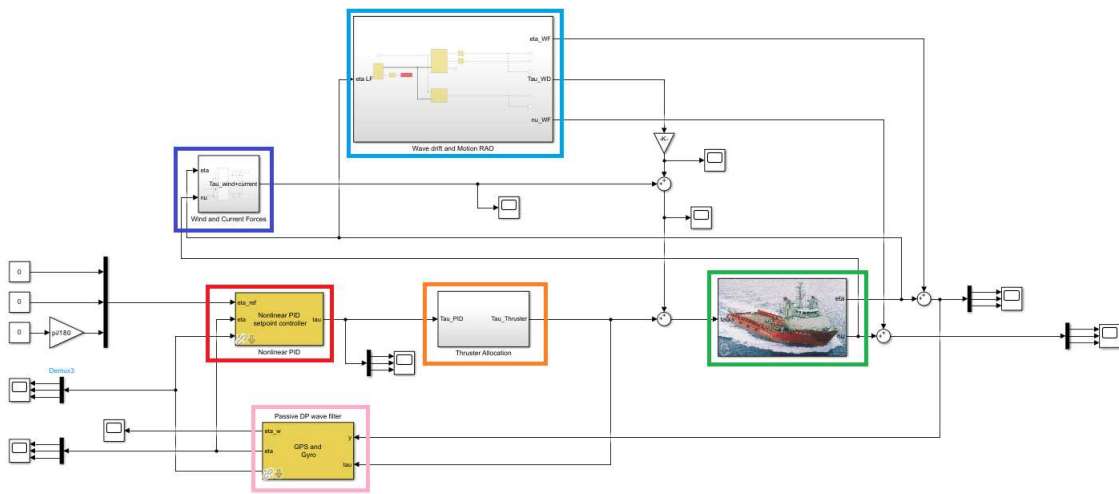 eta_WF
eta LF
Tau_WD
nu_WF
Wave drift and Motion RAO
-K-
eta
Tau_wind+current
nu
Wind and Current Forces
0
0
0
pi/180
eta_ref
Nonlinear PID
setpoint controller
eta
tau
Nonlinear PID
Tau_PID
Tau_Thruster
Thruster Allocation
eta
tau
nu
Demux3
Passive DP wave filter
eta_w
y
GPS and
Gyro
eta
tau